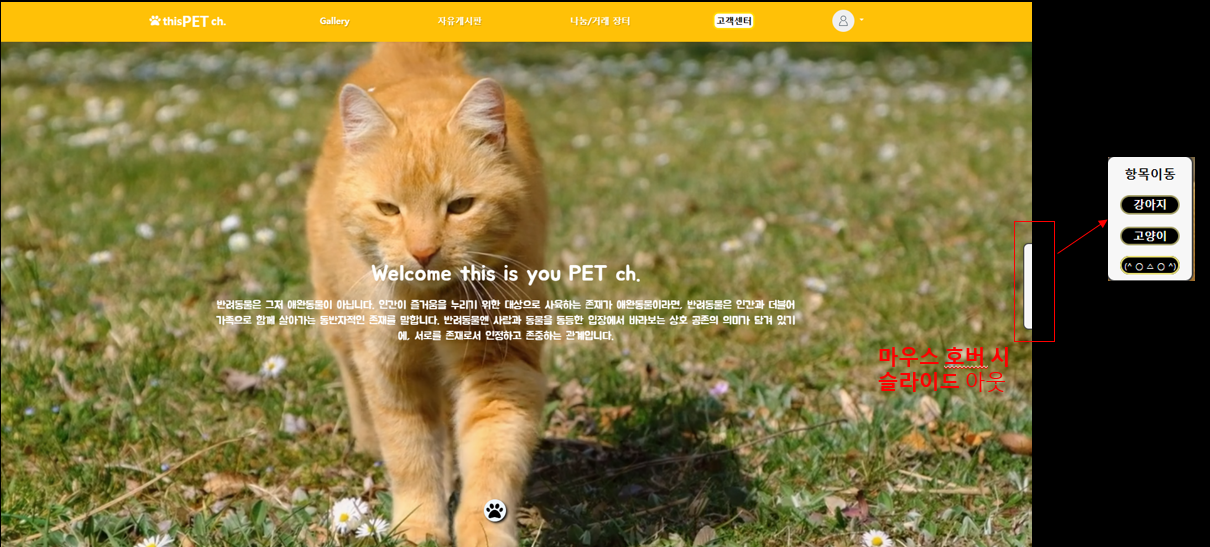 thisPET ch.
Gallery
자유게시판
나눔/거래 장터
고객센터
항목이동
강아지
고양이
(^ ○ ㅅ ○ ^)
Welcome this is you PET ch.
반려동물은 그저 애완동물이 아닙니다. 인간이 즐거움을 누리기 위한 대상으로 사육하는 존재가 애완동물이라면, 반려동물은 인간과 더불어
가족으로 함께 살아가는 동반자적인 존재를 말합니다. 반려동물엔 사람과 동물을 동등한 입장에서 바라보는 상호 공존의 의미가 담겨 있기
에, 서로를 존재로서 인정하고 존중하는 관계입니다.
마우스 호버 시
슬라이드 아웃